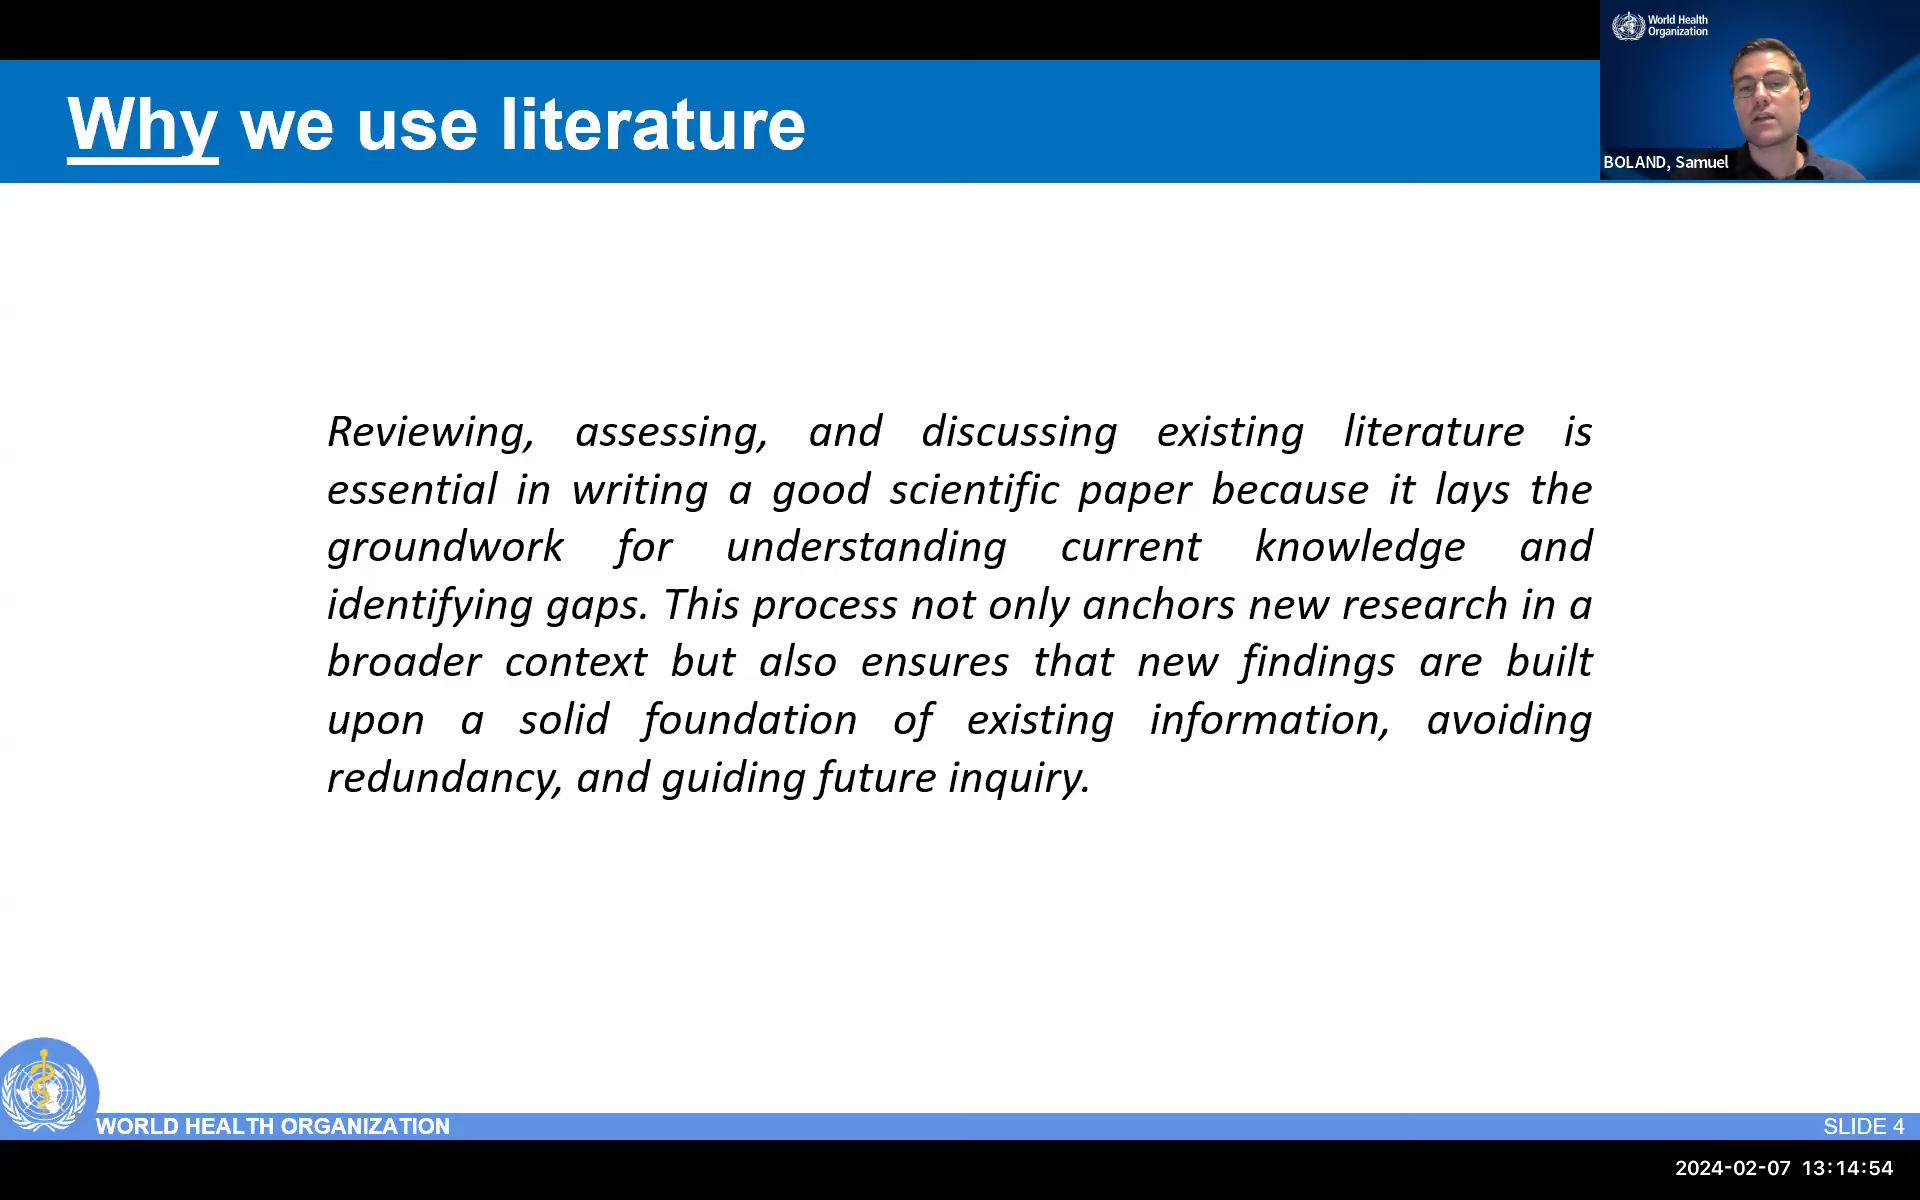 World Health
Organization
BOLAND, Samuel
Why we use literature
Reviewing, assessing, and discussing existing literature is
essential in writing a good scientific paper because it lays the
groundwork for understanding current knowledge and
identifying gaps. This process not only anchors new research in a
broader context but also ensures that new findings are built
upon a solid foundation of existing information, avoiding
redundancy, and guiding future inquiry.
WORLD HEALTH ORGANIZATION
SLIDE 4
2024-02-07 13:14:54